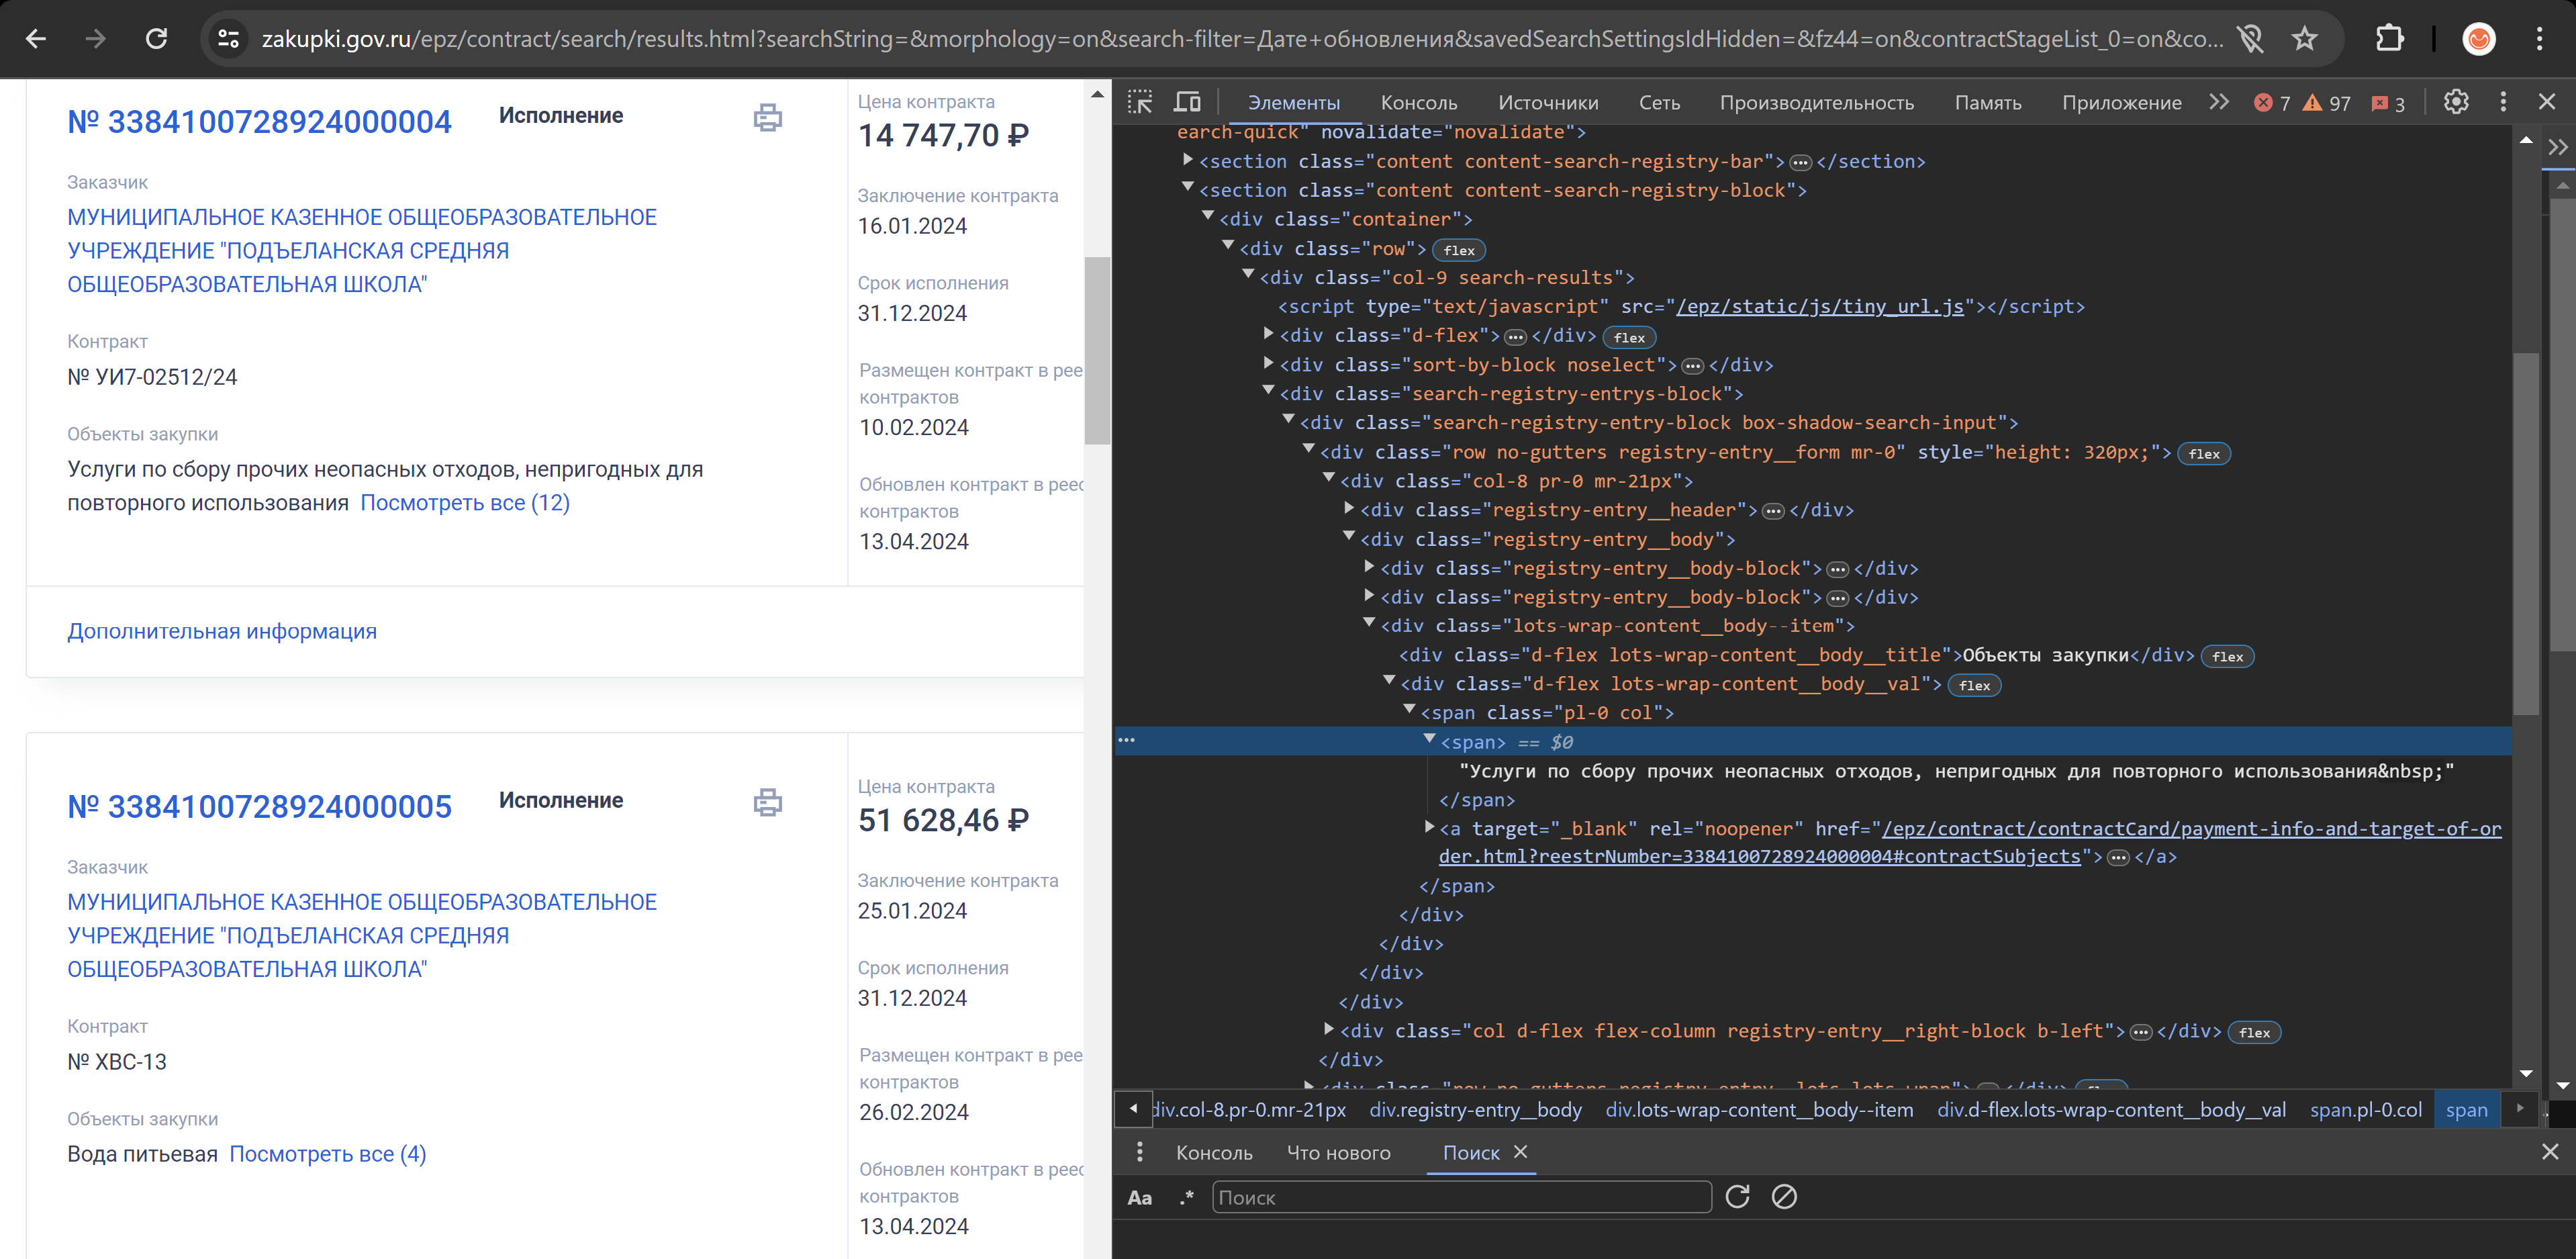 zakupki.gov.ru/epz/contract/search/results.html?searchString=&morphology=on&search-filter=Дате+обновления&savedSearchSettingsIdHidden=&fz44=on&contractStageList_0=on&co...
№ 3384100728924000004
Исполнение
Заказчик
МУНИЦИПАЛЬНОЕ КАЗЕННОЕ ОБЩЕОБРАЗОВАТЕЛЬНОЕ
УЧРЕЖДЕНИЕ "ПОДЪЕЛАНСКАЯ СРЕДНЯЯ
ОБЩЕОБРАЗОВАТЕЛЬНАЯ ШКОЛА"
Контракт
№ УИ7-02512/24
Объекты закупки
Услуги по сбору прочих неопасных отходов, непригодных для
повторного использования Посмотреть все (12)
Цена контракта
14 747,70 ₽
Заключение контракта
16.01.2024
Срок исполнения
31.12.2024
Размещен контракт в рее
контрактов
10.02.2024
Обновлен контракт в реес
контрактов
13.04.2024
Дополнительная информация
№ 3384100728924000005
Исполнение
Заказчик
МУНИЦИПАЛЬНОЕ КАЗЕННОЕ ОБЩЕОБРАЗОВАТЕЛЬНОЕ
УЧРЕЖДЕНИЕ "ПОДЪЕЛАНСКАЯ СРЕДНЯЯ
ОБЩЕОБРАЗОВАТЕЛЬНАЯ ШКОЛА"
Контракт
№ ХВС-13
Объекты закупки
Вода питьевая Посмотреть все (4)
Цена контракта
51 628,46 ₽
Заключение контракта
25.01.2024
Срок исполнения
31.12.2024
Размещен контракт в рее
контрактов
26.02.2024
Обновлен контракт в реес
контрактов
13.04.2024
Элементы Консоль Источники Сеть Производительность Память Приложение 7 97 3
earch-quick" novalidate="novalidate">
<section class="content content-search-registry-bar">…</section>
<section class="content content-search-registry-block">
<div class="container">
<div class="row"> flex
<div class="col-9 search-results">
<script type="text/javascript" src="/epz/static/js/tiny_url.js"></script>
<div class="d-flex">…</div> flex
<div class="sort-by-block noselect">…</div>
<div class="search-registry-entrys-block">
<div class="search-registry-entry-block box-shadow-search-input">
<div class="row no-gutters registry-entry__form mr-0" style="height: 320px;"> flex
<div class="col-8 pr-0 mr-21px">
<div class="registry-entry__header">…</div>
<div class="registry-entry__body">
<div class="registry-entry__body-block">…</div>
<div class="registry-entry__body-block">…</div>
<div class="lots-wrap-content__body--item">
<div class="d-flex lots-wrap-content__body__title">Объекты закупки</div> flex
<div class="d-flex lots-wrap-content__body__val"> flex
<span class="pl-0 col">
… <span> == $0
"Услуги по сбору прочих неопасных отходов, непригодных для повторного использования&nbsp;"
</span>
<a target="_blank" rel="noopener" href="/epz/contract/contractCard/payment-info-and-target-of-or
der.html?reestrNumber=3384100728924000004#contractSubjects">…</a>
</span>
</div>
</div>
</div>
</div>
<div class="col d-flex flex-column registry-entry__right-block b-left">…</div> flex
</div>
<div class="row no-gutters registry-entry__lots lots-wrap">…</div> flex
div.col-8.pr-0.mr-21px div.registry-entry__body div.lots-wrap-content__body--item div.d-flex.lots-wrap-content__body__val span.pl-0.col span
Консоль Что нового Поиск
Aa .* Поиск